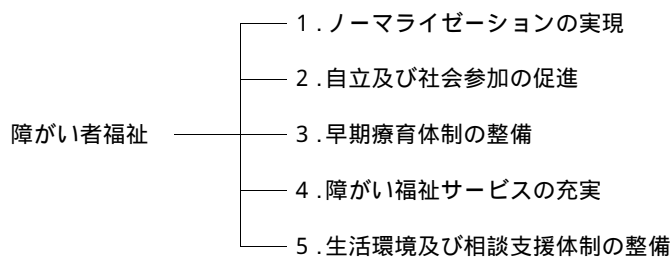 1．ノーマライゼーションの実現
2．自立及び社会参加の促進
障がい者福祉
3．早期療育体制の整備
4．障がい福祉サービスの充実
5．生活環境及び相談支援体制の整備